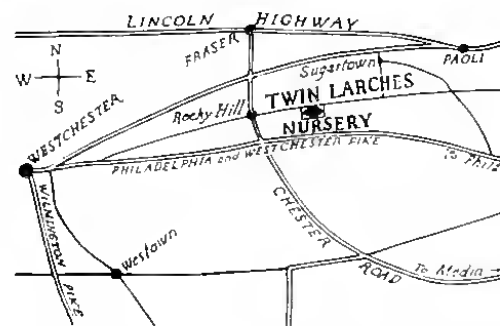 LINCOLN HIGHWAY
N
W E
S
FRASER
PAOLI
Sugartown
TWIN LARCHES
Rocky Hill
NURSERY
WESTCHESTER
PHILADELPHIA and WESTCHESTER PIKE
to Phila
WILMINGTON PIKE
Westown
CHESTER ROAD
To Media